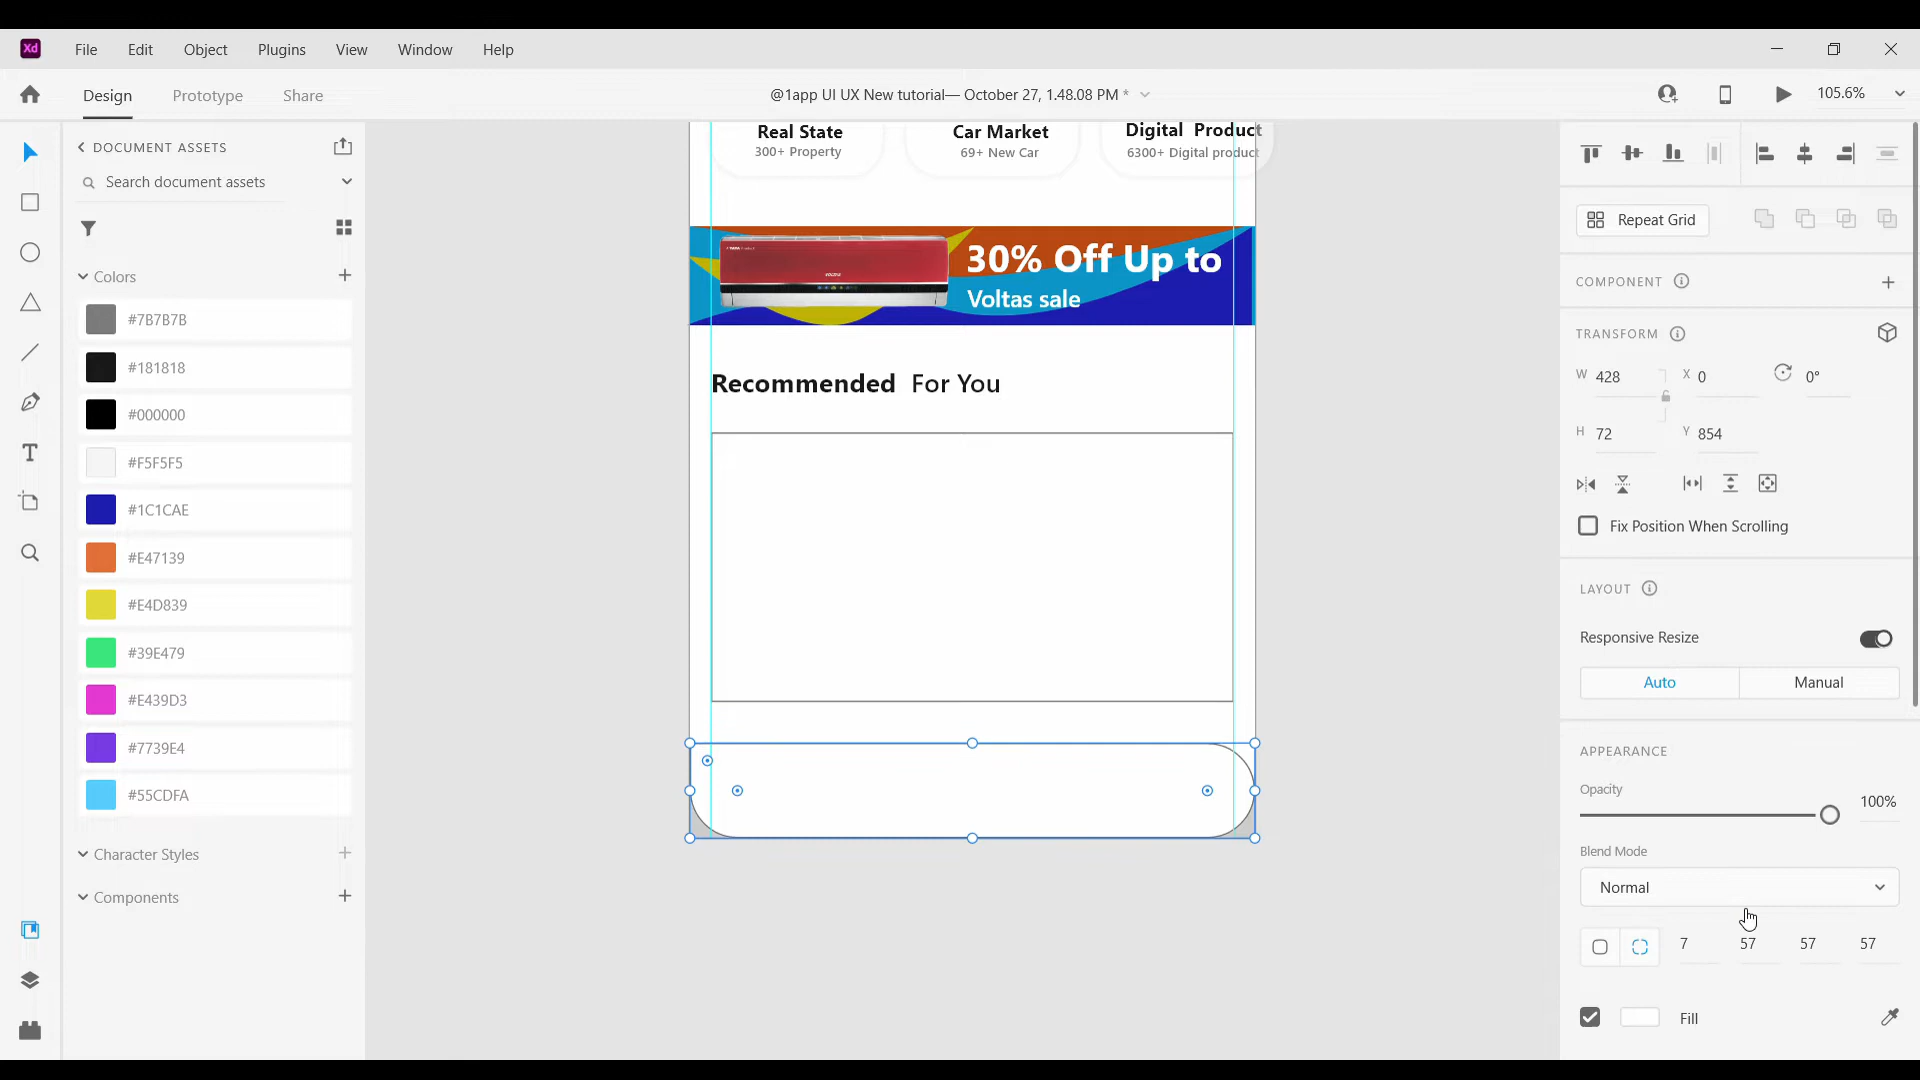 Xd File Edit Object Plugins View Window Help
Design Prototype Share
@1app UI UX New tutorial— October 27, 1.48.08 PM *
105.6%
DOCUMENT ASSETS
Search document assets
Colors
#7B7B7B
#181818
#000000
#F5F5F5
#1C1CAE
#E47139
#E4D839
#39E479
#E439D3
#7739E4
#55CDFA
Character Styles
Components
Real State
300+ Property
Car Market
69+ New Car
Digital Product
6300+ Digital product
30% Off Up to
Voltas sale
VOLTAS
Recommended For You
Repeat Grid
COMPONENT
TRANSFORM
W 428 X 0 0°
H 72 Y 854
Fix Position When Scrolling
LAYOUT
Responsive Resize
Auto Manual
APPEARANCE
Opacity
100%
Blend Mode
Normal
7 57 57 57
Fill